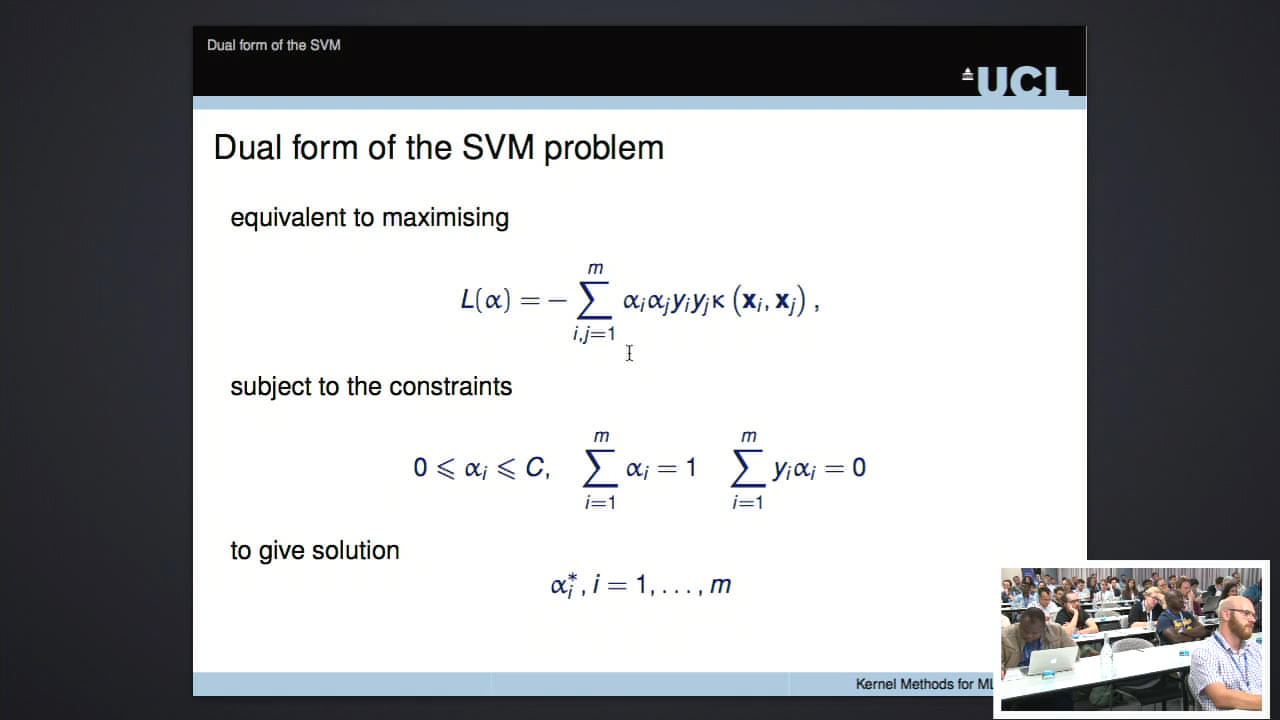 Dual form of the SVM
UCL
Dual form of the SVM problem
equivalent to maximising
L(α) = − ∑_{i,j=1}^{m} α_i α_j y_i y_j κ (x_i, x_j) ,
subject to the constraints
0 ⩽ α_i ⩽ C, ∑_{i=1}^{m} α_i = 1 ∑_{i=1}^{m} y_i α_i = 0
to give solution
α_i^*, i = 1, . . . , m
Kernel Methods for ML